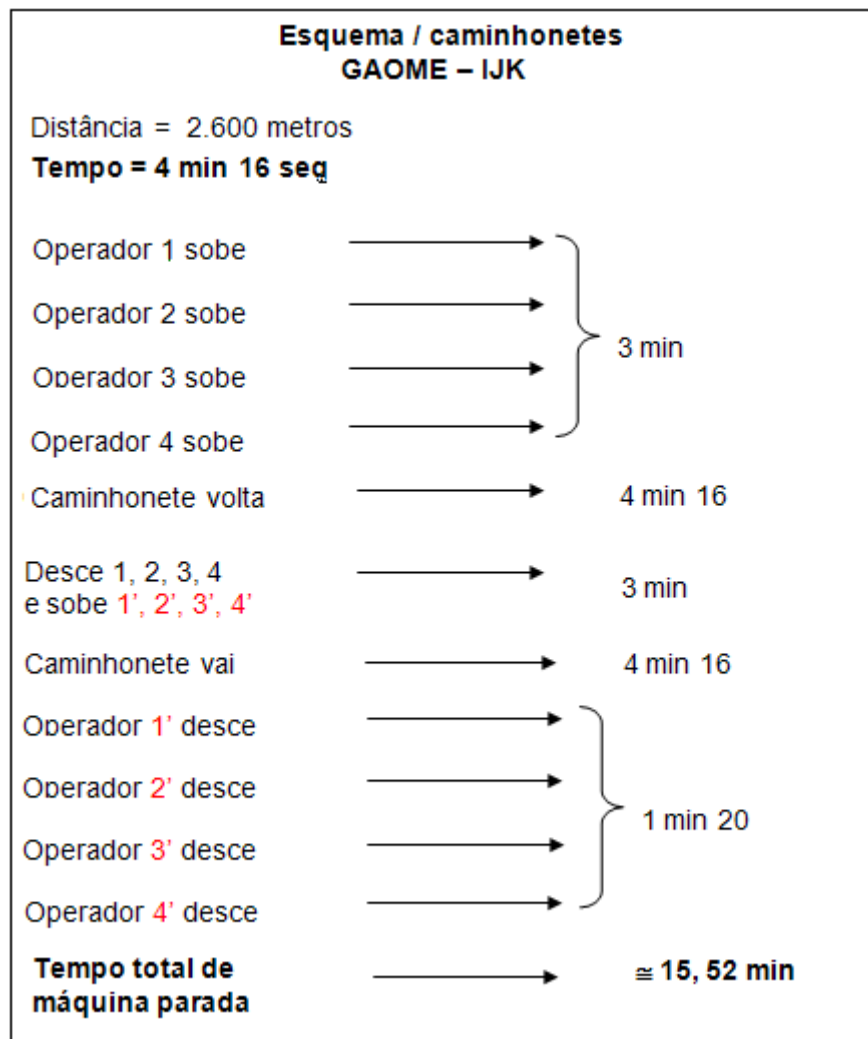 Esquema / caminhonetes
GAOME – IJK
Distância = 2.600 metros
Tempo = 4 min 16 seg
Operador 1 sobe
Operador 2 sobe
Operador 3 sobe
3 min
Operador 4 sobe
Caminhonete volta 4 min 16
Desce 1, 2, 3, 4
e sobe 1’, 2’, 3’, 4’ 3 min
Caminhonete vai 4 min 16
Operador 1’ desce
Operador 2’ desce
1 min 20
Operador 3’ desce
Operador 4’ desce
Tempo total de
máquina parada ≅ 15, 52 min